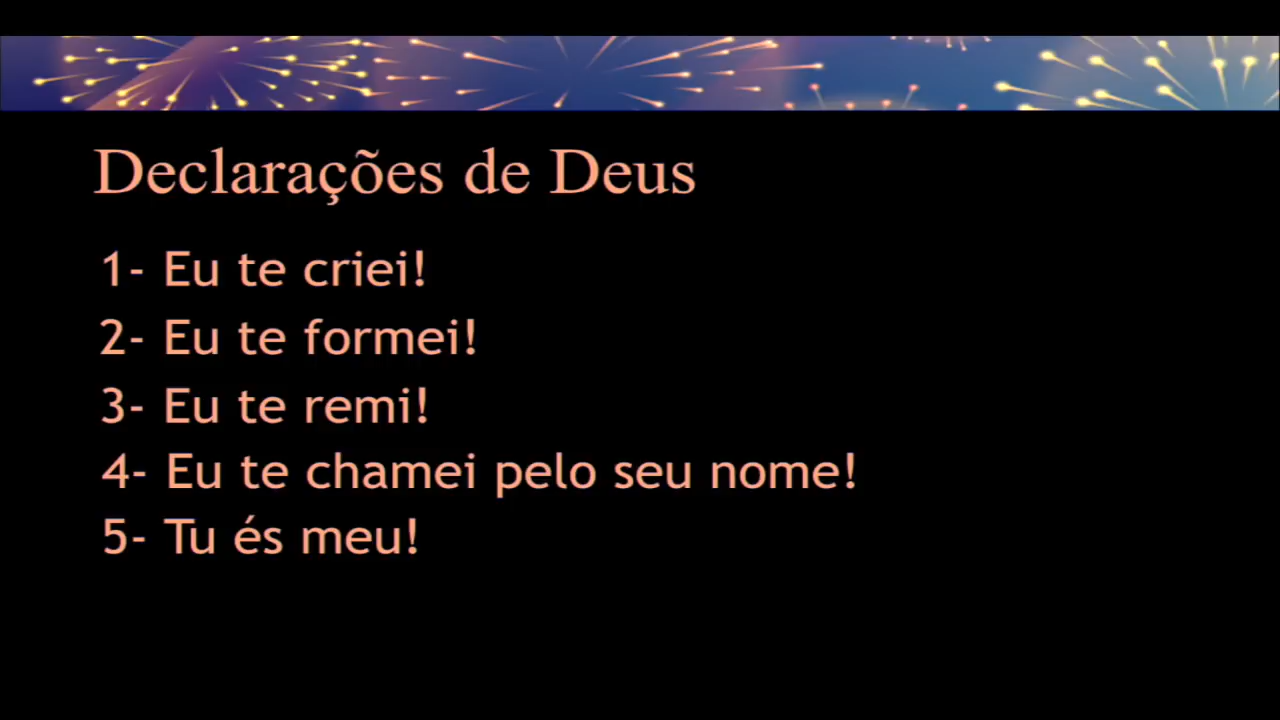 Declarações de Deus
1- Eu te criei!
2- Eu te formei!
3- Eu te remi!
4- Eu te chamei pelo seu nome!
5- Tu és meu!